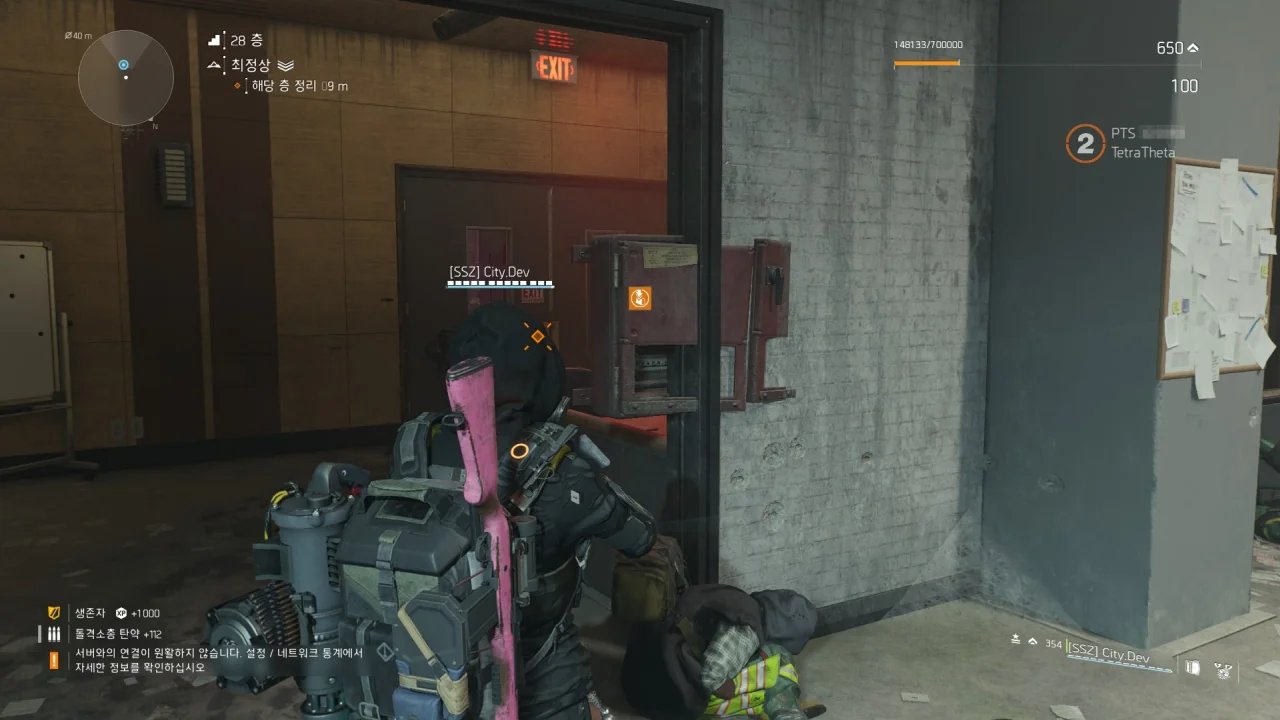 Ø40 m
N
28 층
최정상
해당 층 정리 9 m
EXIT
148133/700000
650
100
2
PTS
TetraTheta
[SSZ] City.Dev
EXIT
생존자 XP +1000
돌격소총 탄약 +112
서버와의 연결이 원활하지 않습니다. 설정 / 네트워크 통계에서
자세한 정보를 확인하십시오
354 [SSZ] City.Dev